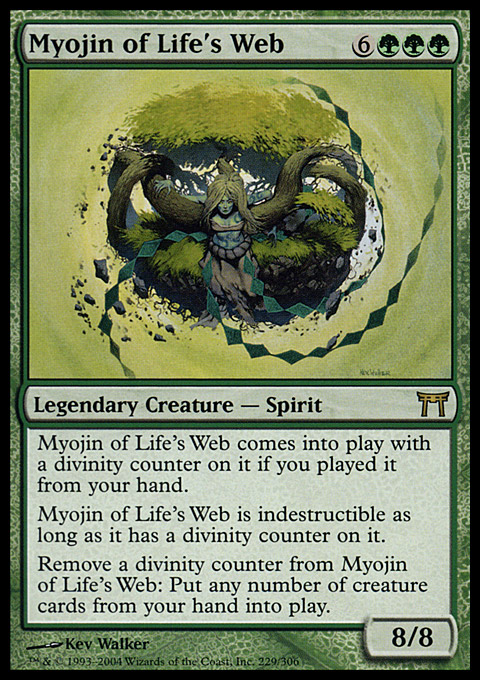 Myojin of Life's Web 6
Legendary Creature — Spirit
Myojin of Life's Web comes into play with
a divinity counter on it if you played it
from your hand.
Myojin of Life's Web is indestructible as
long as it has a divinity counter on it.
Remove a divinity counter from Myojin
of Life's Web: Put any number of creature
cards from your hand into play.
8/8
Kev Walker
™ & © 1993–2004 Wizards of the Coast, Inc. 229/306